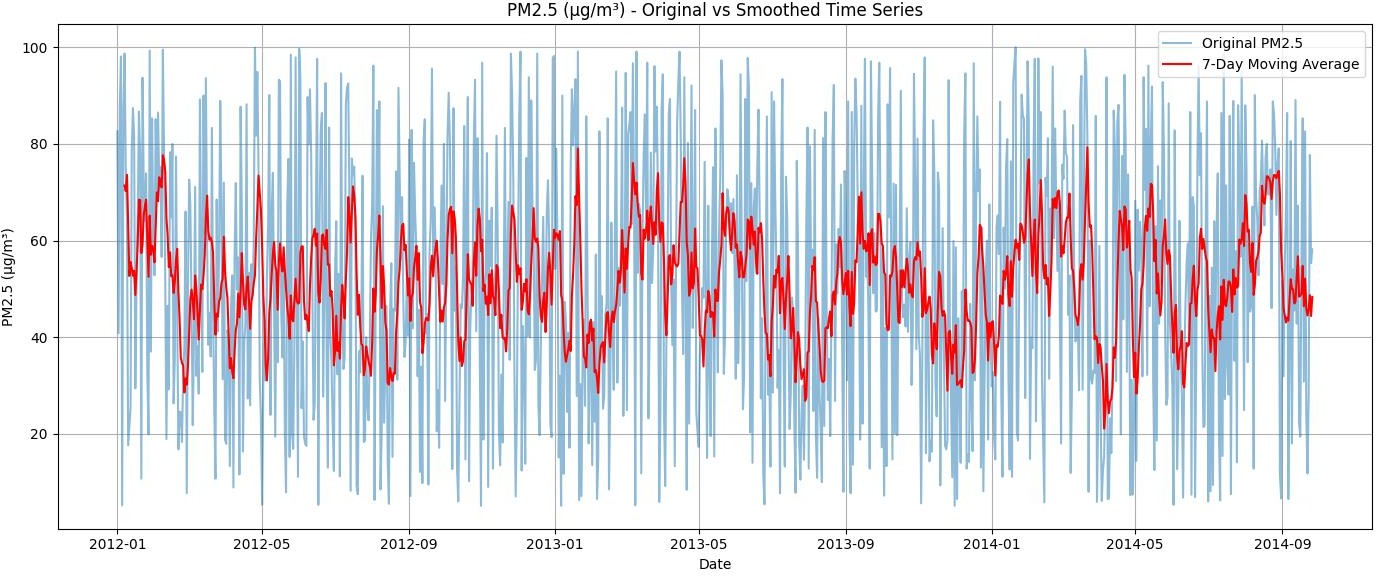 PM2.5 (µg/m³) - Original vs Smoothed Time Series
Original PM2.5
7-Day Moving Average
100
80
60
40
20
PM2.5 (µg/m³)
2012-01 2012-05 2012-09 2013-01 2013-05 2013-09 2014-01 2014-05 2014-09
Date